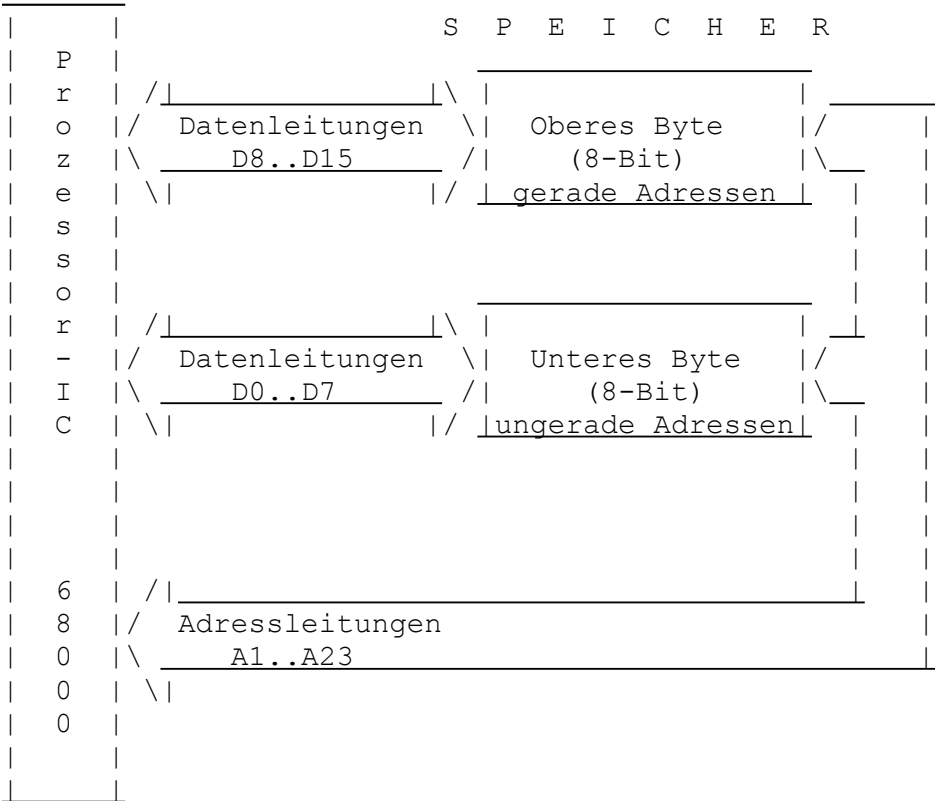 S P E I C H E R
Prozessor-IC 68000
Datenleitungen
D8..D15
Oberes Byte
(8-Bit)
gerade Adressen
Datenleitungen
D0..D7
Unteres Byte
(8-Bit)
ungerade Adressen
Adressleitungen
A1..A23